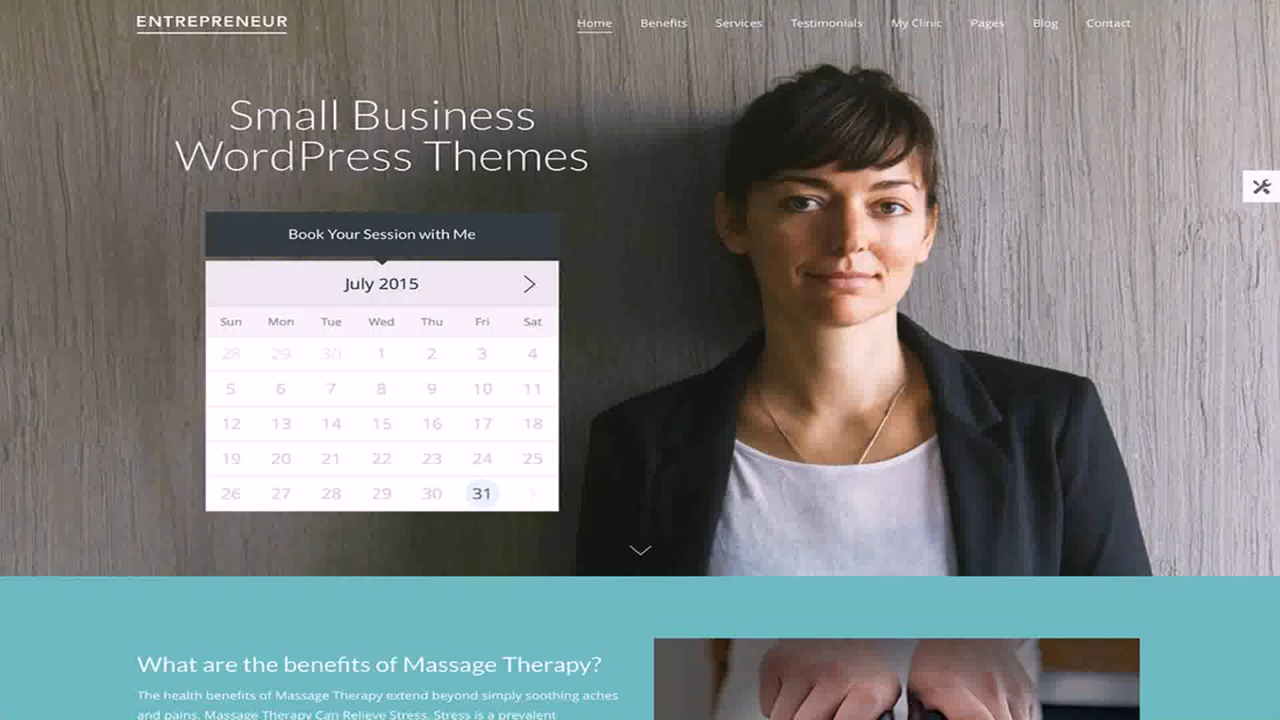 ENTREPRENEUR
Home Benefits Services Testimonials My Clinic Pages Blog Contact
Small Business
WordPress Themes
Book Your Session with Me
July 2015
Sun Mon Tue Wed Thu Fri Sat
28 29 30 1 2 3 4
5 6 7 8 9 10 11
12 13 14 15 16 17 18
19 20 21 22 23 24 25
26 27 28 29 30 31
What are the benefits of Massage Therapy?
The health benefits of Massage Therapy extend beyond simply soothing aches
and pains. Massage Therapy Can Relieve Stress. Stress is a prevalent